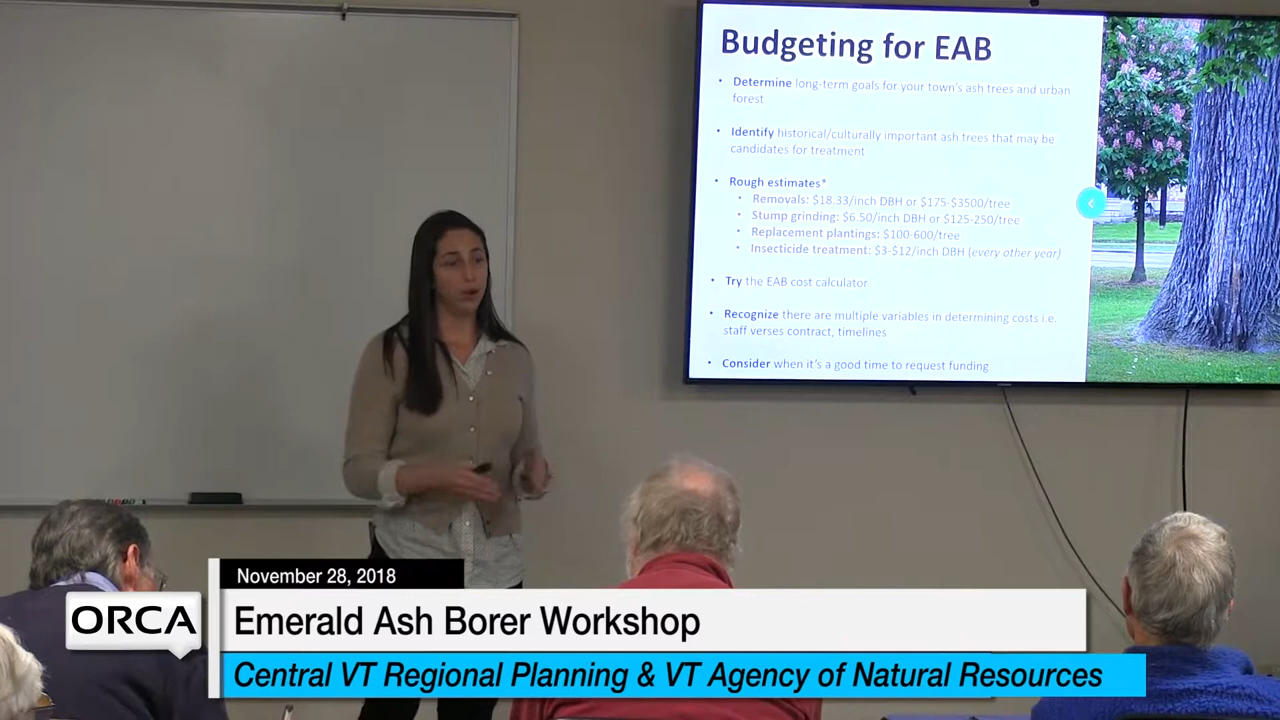 Budgeting for EAB
• Determine long-term goals for your town's ash trees and urban
forest
• Identify historical/culturally important ash trees that may be
candidates for treatment
• Rough estimates*
• Removals: $18.33/inch DBH or $175-$3500/tree
• Stump grinding: $6.50/inch DBH or $125-250/tree
• Replacement plantings: $100-600/tree
• Insecticide treatment: $3-$12/inch DBH (every other year)
• Try the EAB cost calculator
• Recognize there are multiple variables in determining costs i.e.
staff verses contract, timelines
• Consider when it's a good time to request funding
November 28, 2018
ORCA
Emerald Ash Borer Workshop
Central VT Regional Planning & VT Agency of Natural Resources